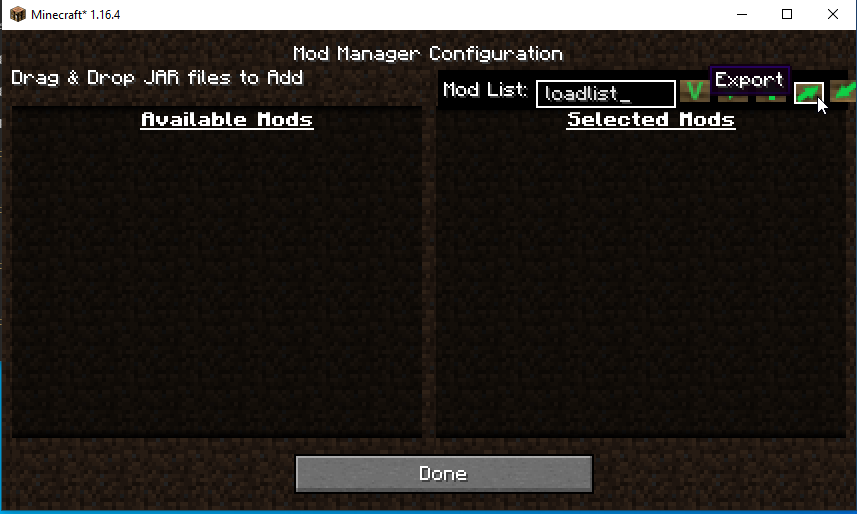 Minecraft* 1.16.4
Mod Manager Configuration
Drag & Drop JAR files to Add
Mod List: loadlist_ V
Export
Available Mods
Selected Mods
Done